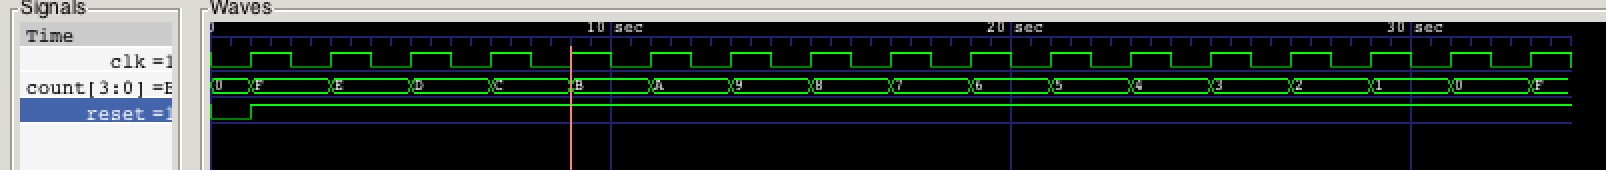 Signals
Waves
Time
0
10 sec
20 sec
30 sec
clk =1
count[3:0] =B
0 F E D C B A 9 8 7 6 5 4 3 2 1 0 F
reset =1